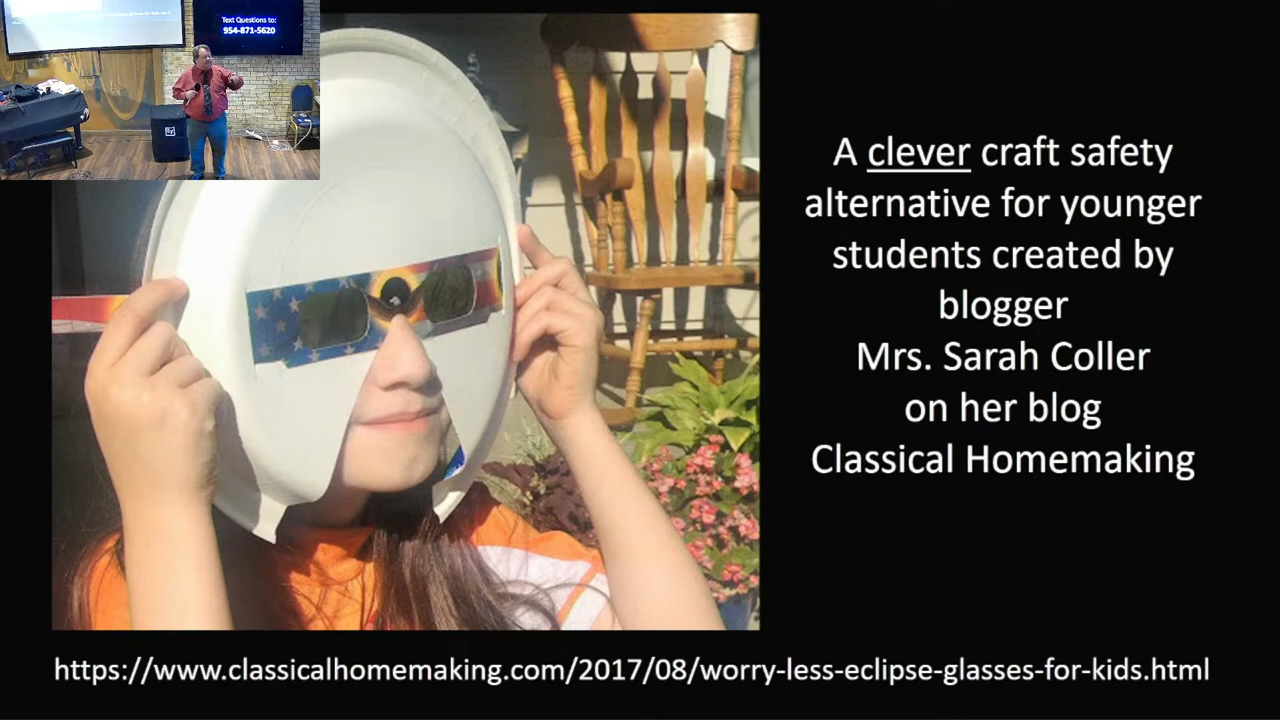 Text Questions to:
954-871-5620
A clever craft safety
alternative for younger
students created by
blogger
Mrs. Sarah Coller
on her blog
Classical Homemaking
https://www.classicalhomemaking.com/2017/08/worry-less-eclipse-glasses-for-kids.html